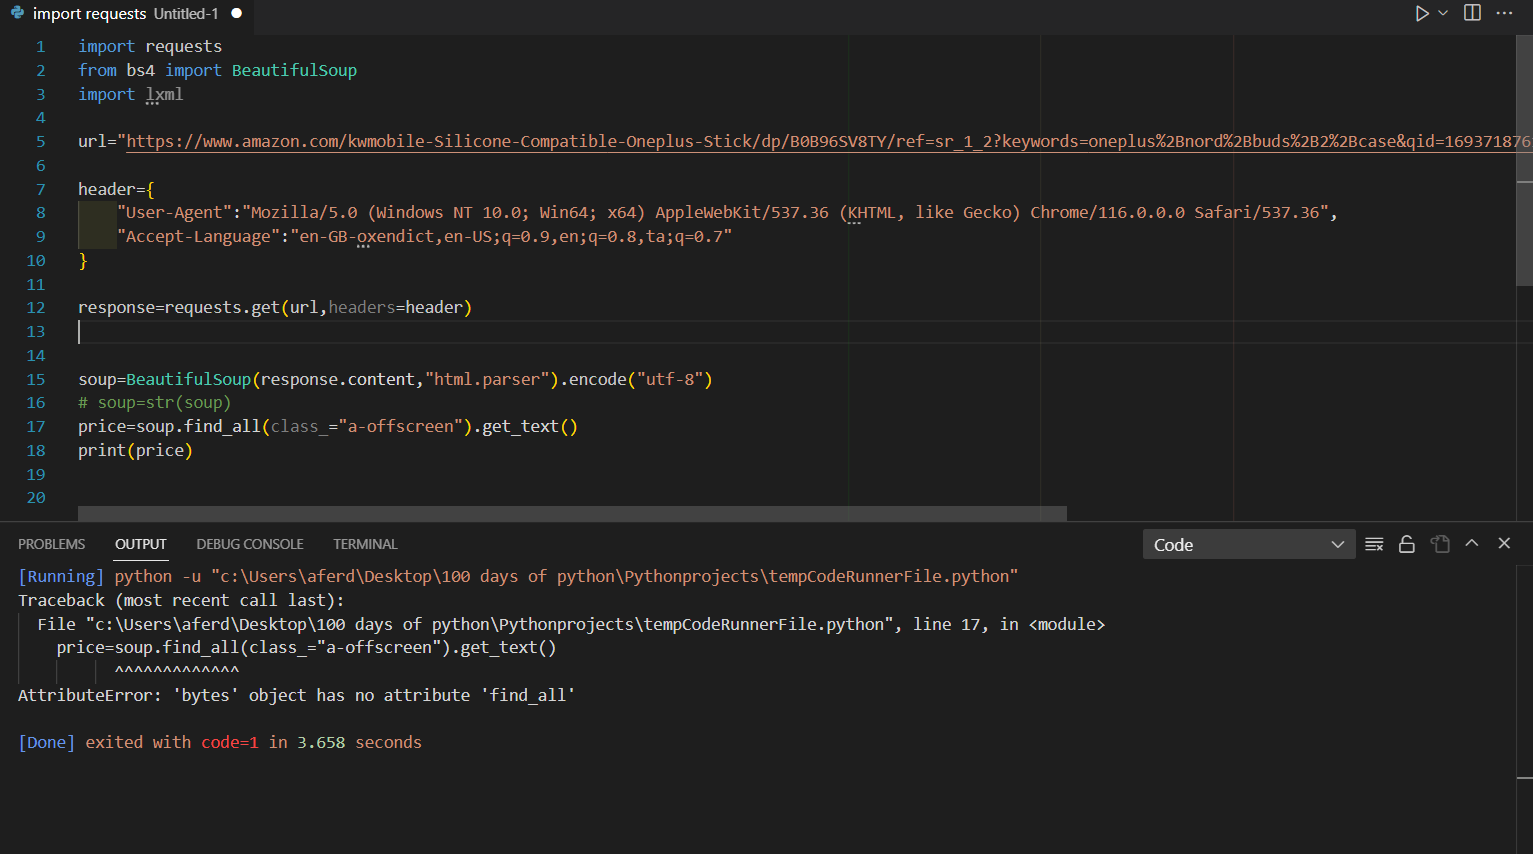 import requests Untitled-1
1 import requests
2 from bs4 import BeautifulSoup
3 import lxml
4
5 url="https://www.amazon.com/kwmobile-Silicone-Compatible-Oneplus-Stick/dp/B0B96SV8TY/ref=sr_1_2?keywords=oneplus%2Bnord%2Bbuds%2B2%2Bcase&qid=169371876
6
7 header={
8 "User-Agent":"Mozilla/5.0 (Windows NT 10.0; Win64; x64) AppleWebKit/537.36 (KHTML, like Gecko) Chrome/116.0.0.0 Safari/537.36",
9 "Accept-Language":"en-GB-oxendict,en-US;q=0.9,en;q=0.8,ta;q=0.7"
10 }
11
12 response=requests.get(url,headers=header)
13
14
15 soup=BeautifulSoup(response.content,"html.parser").encode("utf-8")
16 # soup=str(soup)
17 price=soup.find_all(class_="a-offscreen").get_text()
18 print(price)
19
20
PROBLEMS OUTPUT DEBUG CONSOLE TERMINAL Code
[Running] python -u "c:\Users\aferd\Desktop\100 days of python\Pythonprojects\tempCodeRunnerFile.python"
Traceback (most recent call last):
File "c:\Users\aferd\Desktop\100 days of python\Pythonprojects\tempCodeRunnerFile.python", line 17, in <module>
price=soup.find_all(class_="a-offscreen").get_text()
^^^^^^^^^^^^^
AttributeError: 'bytes' object has no attribute 'find_all'
[Done] exited with code=1 in 3.658 seconds